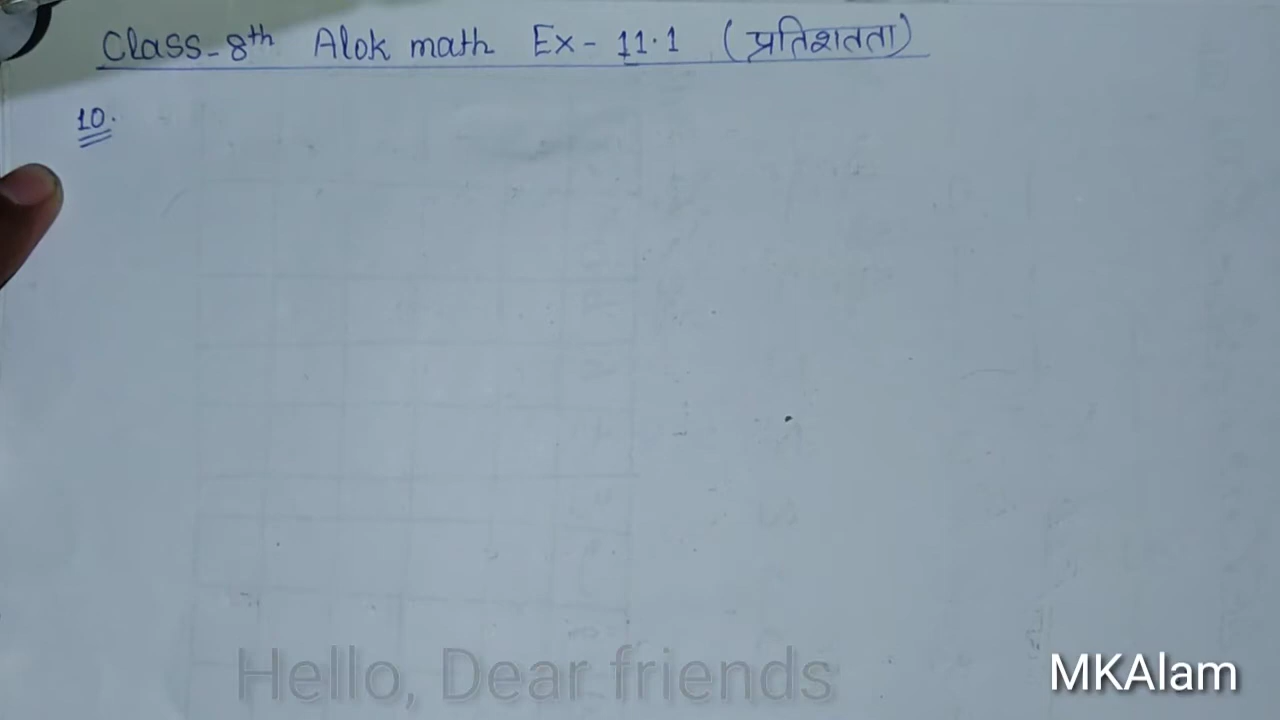 Class-8th Alok math Ex-11.1 (प्रतिशतता)
10.
Hello, Dear friends
MKAlam